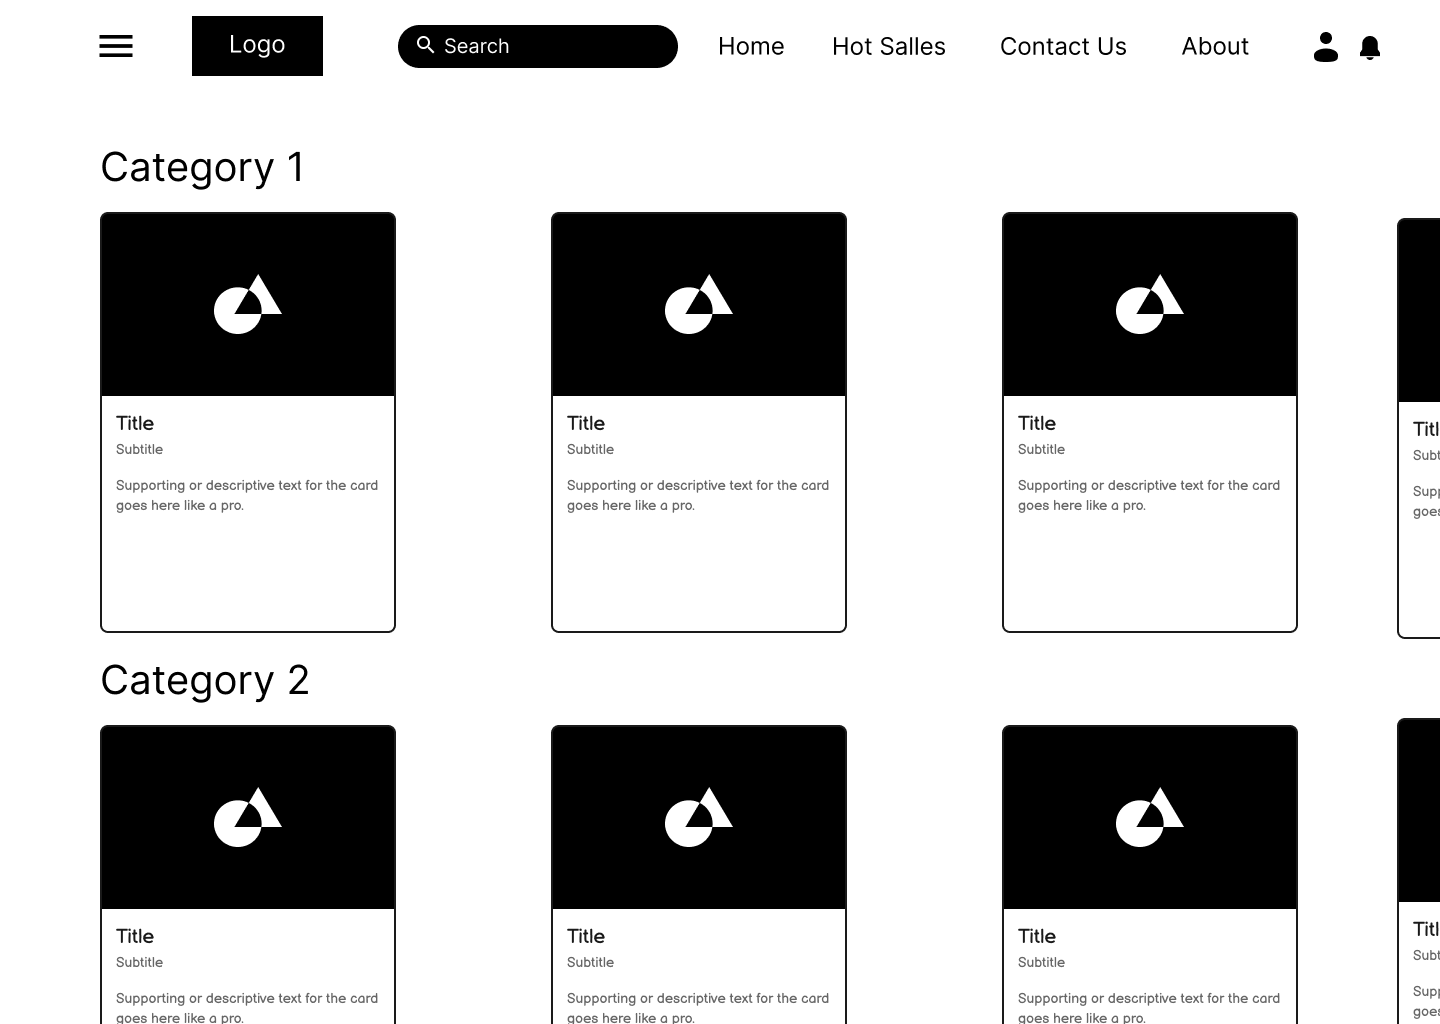 Logo
Search
Home
Hot Salles
Contact Us
About
Category 1
Title
Subtitle
Supporting or descriptive text for the card
goes here like a pro.
Title
Subtitle
Supporting or descriptive text for the card
goes here like a pro.
Title
Subtitle
Supporting or descriptive text for the card
goes here like a pro.
Titl
Subt
Supp
goes
Category 2
Title
Subtitle
Supporting or descriptive text for the card
goes here like a pro.
Title
Subtitle
Supporting or descriptive text for the card
goes here like a pro.
Title
Subtitle
Supporting or descriptive text for the card
goes here like a pro.
Titl
Subt
Supp
goes